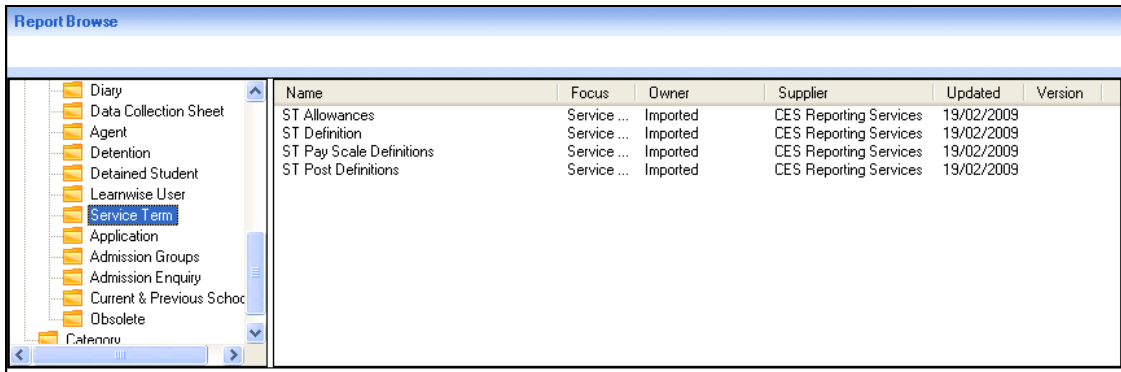 Report Browse
Diary
Data Collection Sheet
Agent
Detention
Detained Student
Learnwise User
Service Term
Application
Admission Groups
Admission Enquiry
Current & Previous Schoo
Obsolete
Category
Name Focus Owner Supplier Updated Version
ST Allowances Service ... Imported CES Reporting Services 19/02/2009
ST Definition Service ... Imported CES Reporting Services 19/02/2009
ST Pay Scale Definitions Service ... Imported CES Reporting Services 19/02/2009
ST Post Definitions Service ... Imported CES Reporting Services 19/02/2009